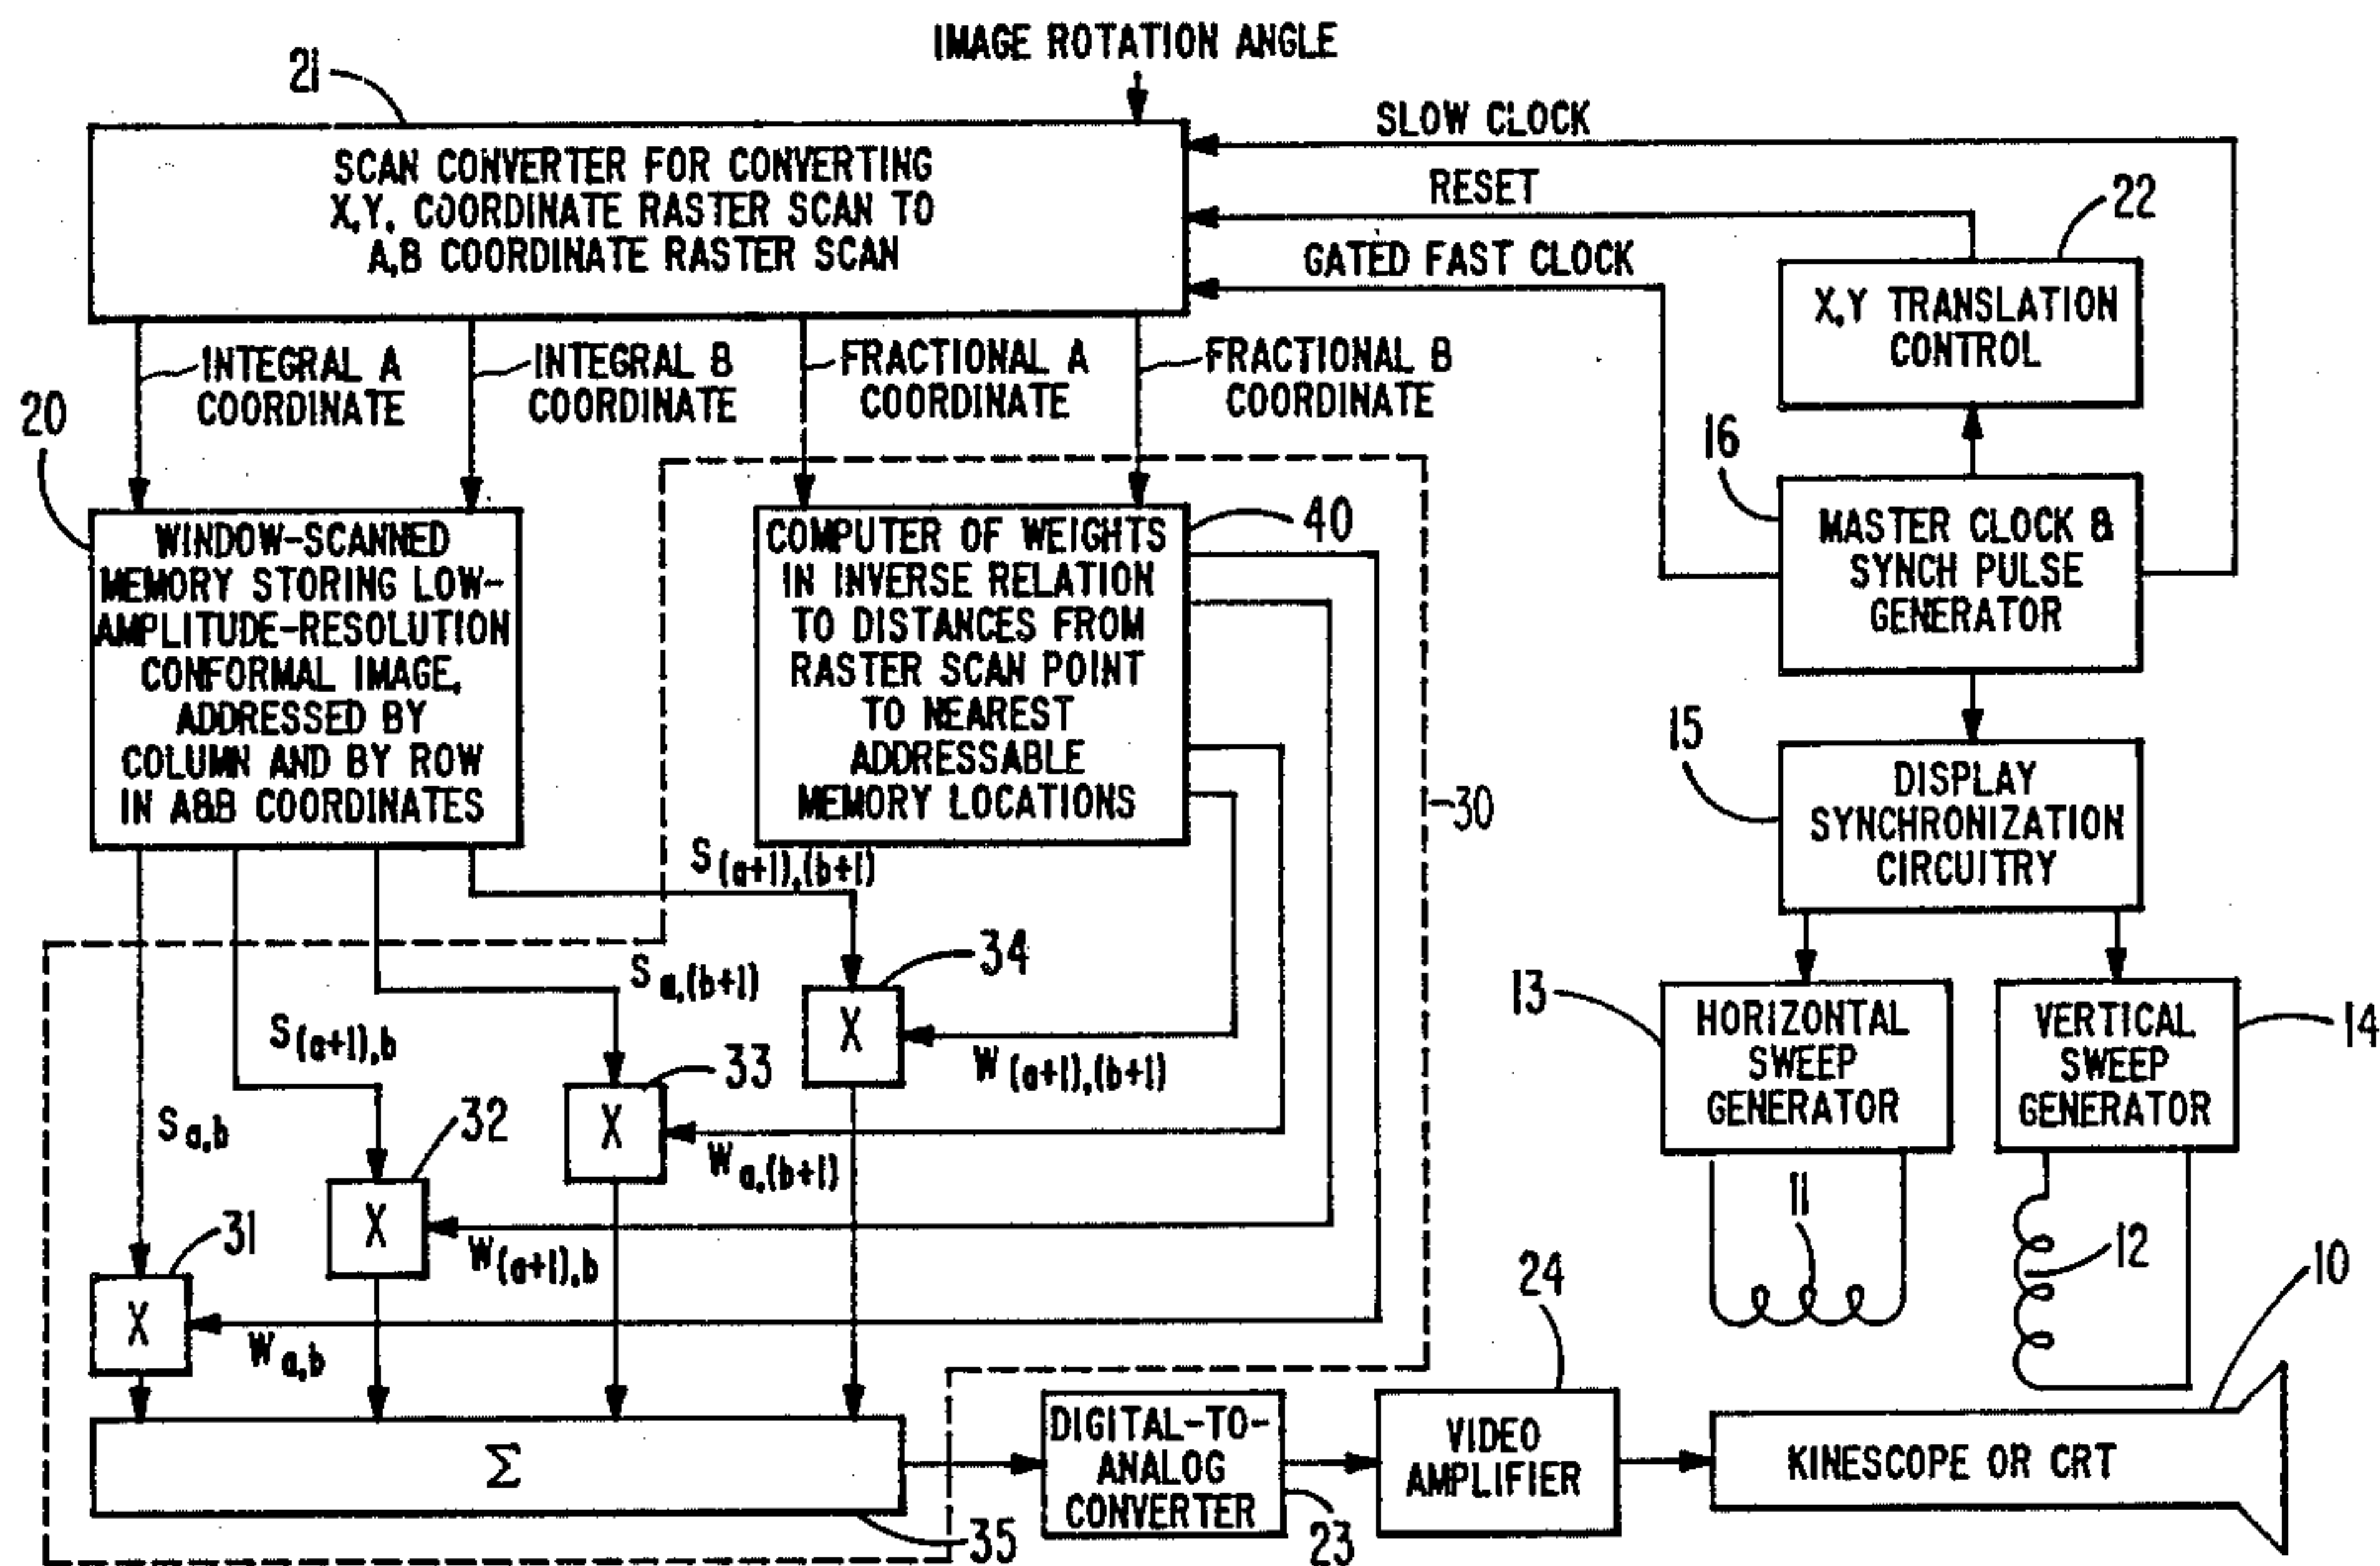 IMAGE ROTATION ANGLE
21
SCAN CONVERTER FOR CONVERTING
X,Y, COORDINATE RASTER SCAN TO
A,B COORDINATE RASTER SCAN
SLOW CLOCK
RESET
GATED FAST CLOCK
22
X,Y TRANSLATION
CONTROL
INTEGRAL A
COORDINATE
INTEGRAL B
COORDINATE
FRACTIONAL A
COORDINATE
FRACTIONAL B
COORDINATE
20
WINDOW-SCANNED
MEMORY STORING LOW-
AMPLITUDE-RESOLUTION
CONFORMAL IMAGE,
ADDRESSED BY
COLUMN AND BY ROW
IN A&B COORDINATES
40
COMPUTER OF WEIGHTS
IN INVERSE RELATION
TO DISTANCES FROM
RASTER SCAN POINT
TO NEAREST
ADDRESSABLE
MEMORY LOCATIONS
30
16
MASTER CLOCK &
SYNCH PULSE
GENERATOR
15
DISPLAY
SYNCHRONIZATION
CIRCUITRY
13
HORIZONTAL
SWEEP
GENERATOR
14
VERTICAL
SWEEP
GENERATOR
11
12
10
S(a+1),(b+1)
34
X
W(a+1),(b+1)
Sa,(b+1)
33
X
Wa,(b+1)
S(a+1),b
32
X
W(a+1),b
Sa,b
31
X
Wa,b
Σ
35
DIGITAL-TO-
ANALOG
CONVERTER
23
24
VIDEO
AMPLIFIER
KINESCOPE OR CRT